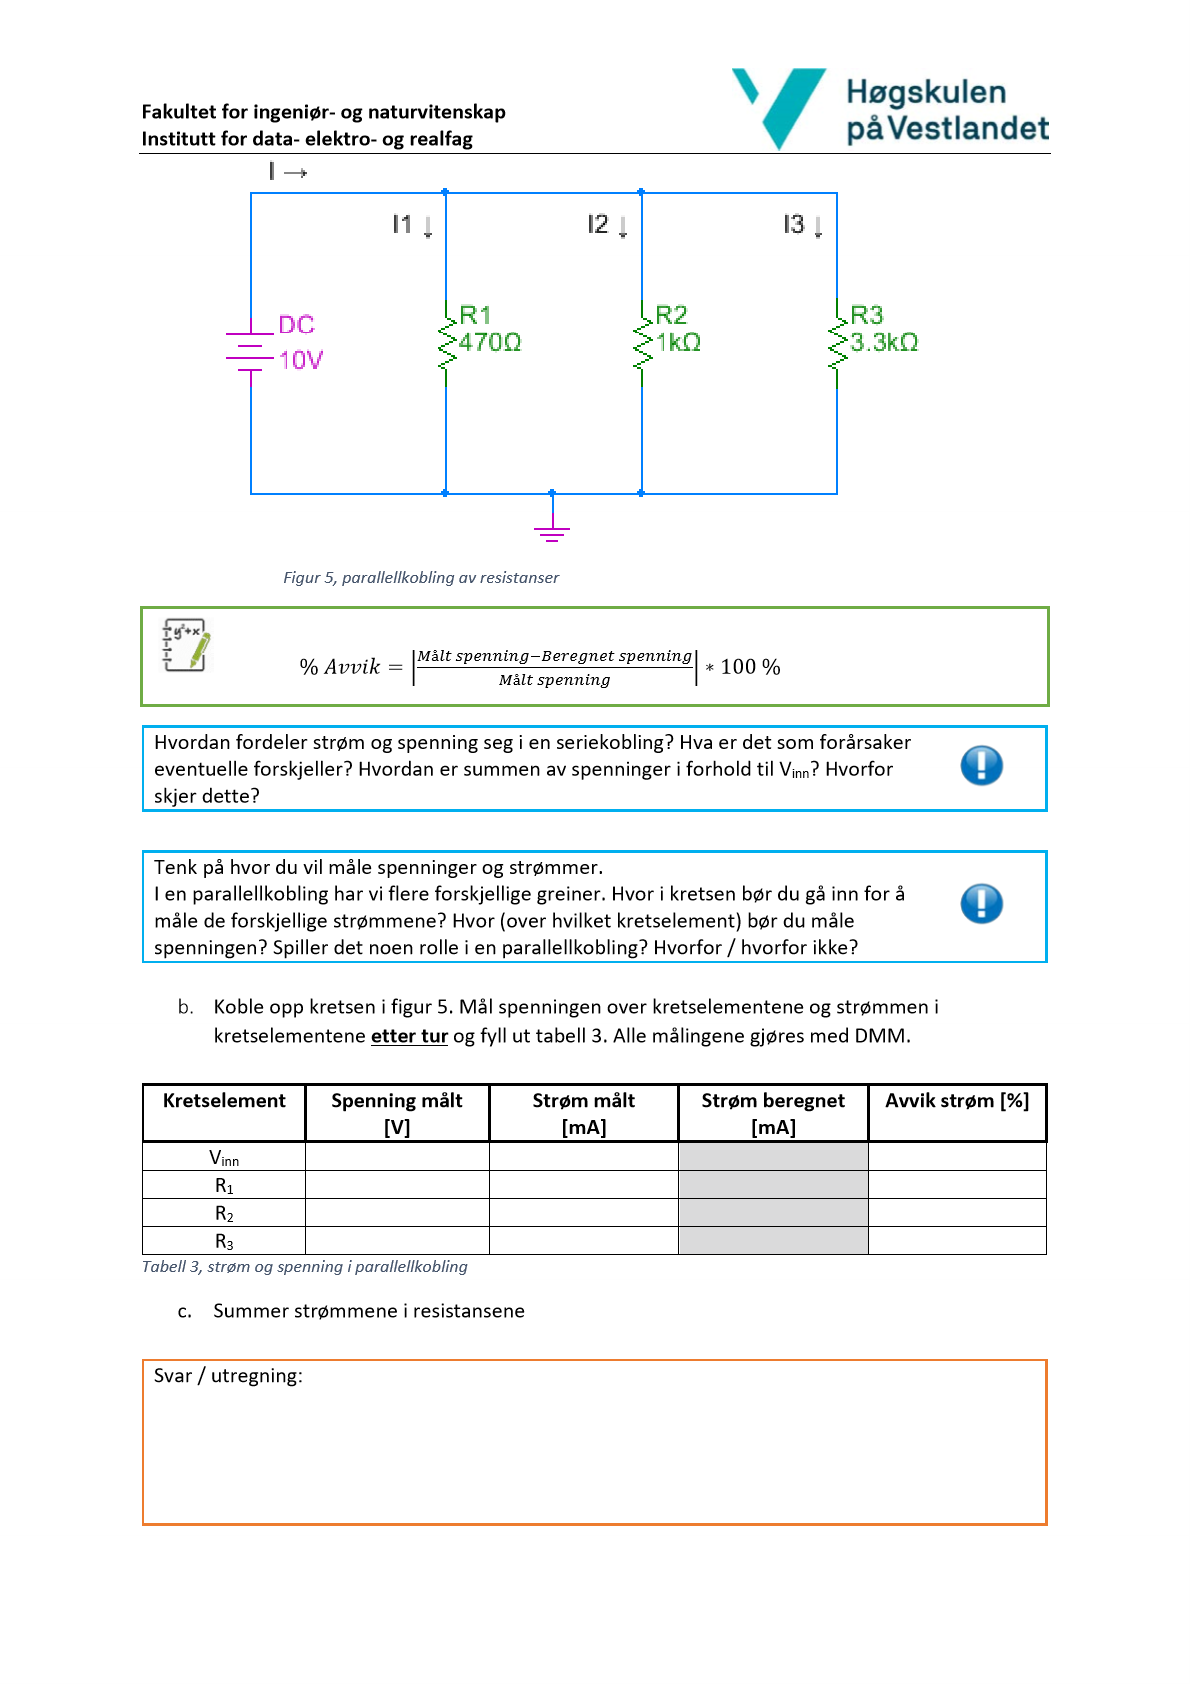 Fakultet for ingeniør- og naturvitenskap
Institutt for data- elektro- og realfag
Høgskulen
på Vestlandet
I →
I1 ↓
I2 ↓
I3 ↓
DC
10V
R1
470Ω
R2
1kΩ
R3
3.3kΩ
Figur 5, parallellkobling av resistanser
y²+x
% Avvik = |(Målt spenning−Beregnet spenning)/(Målt spenning)| ∗ 100 %
Hvordan fordeler strøm og spenning seg i en seriekobling? Hva er det som forårsaker
eventuelle forskjeller? Hvordan er summen av spenninger i forhold til Vinn? Hvorfor
skjer dette?
Tenk på hvor du vil måle spenninger og strømmer.
I en parallellkobling har vi flere forskjellige greiner. Hvor i kretsen bør du gå inn for å
måle de forskjellige strømmene? Hvor (over hvilket kretselement) bør du måle
spenningen? Spiller det noen rolle i en parallellkobling? Hvorfor / hvorfor ikke?
b. Koble opp kretsen i figur 5. Mål spenningen over kretselementene og strømmen i
kretselementene etter tur og fyll ut tabell 3. Alle målingene gjøres med DMM.
Kretselement Spenning målt [V] Strøm målt [mA] Strøm beregnet [mA] Avvik strøm [%]
Vinn
R1
R2
R3
Tabell 3, strøm og spenning i parallellkobling
c. Summer strømmene i resistansene
Svar / utregning: